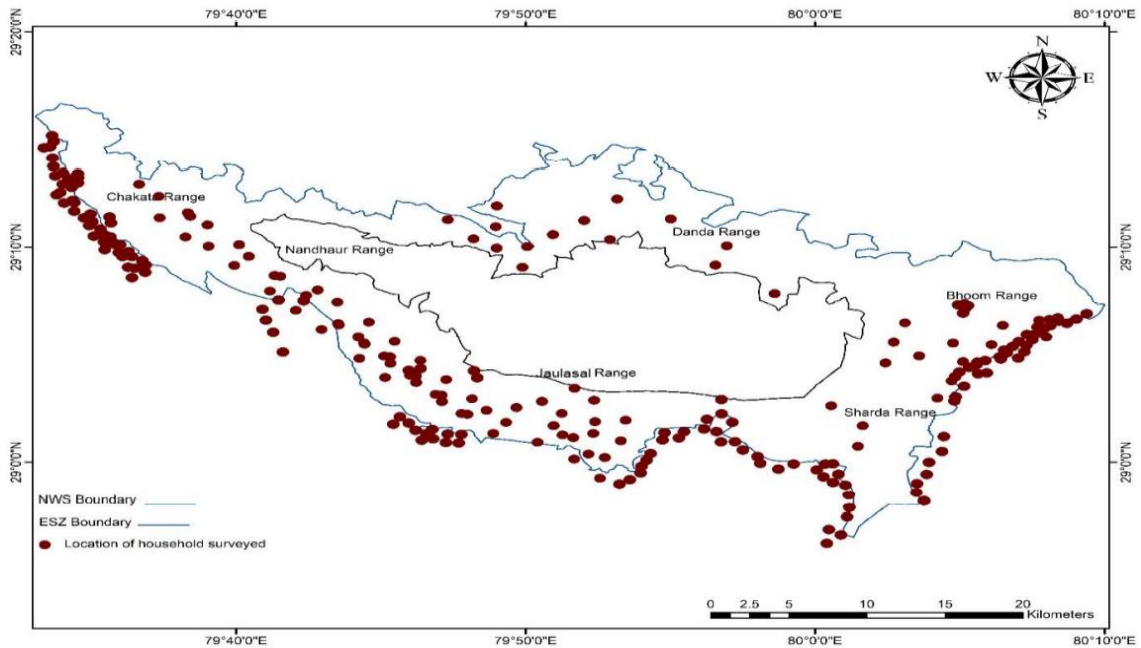 79°40'0"E 79°50'0"E 80°0'0"E 80°10'0"E
29°20'0"N
N
W E
S
Chakata Range
Danda Range
29°10'0"N 29°10'0"N
Nandhaur Range
Bhoom Range
Jaulasal Range
Sharda Range
29°0'0"N 29°0'0"N
NWS Boundary
ESZ Boundary
Location of household surveyed
0 2.5 5 10 15 20
Kilometers
79°40'0"E 79°50'0"E 80°0'0"E 80°10'0"E